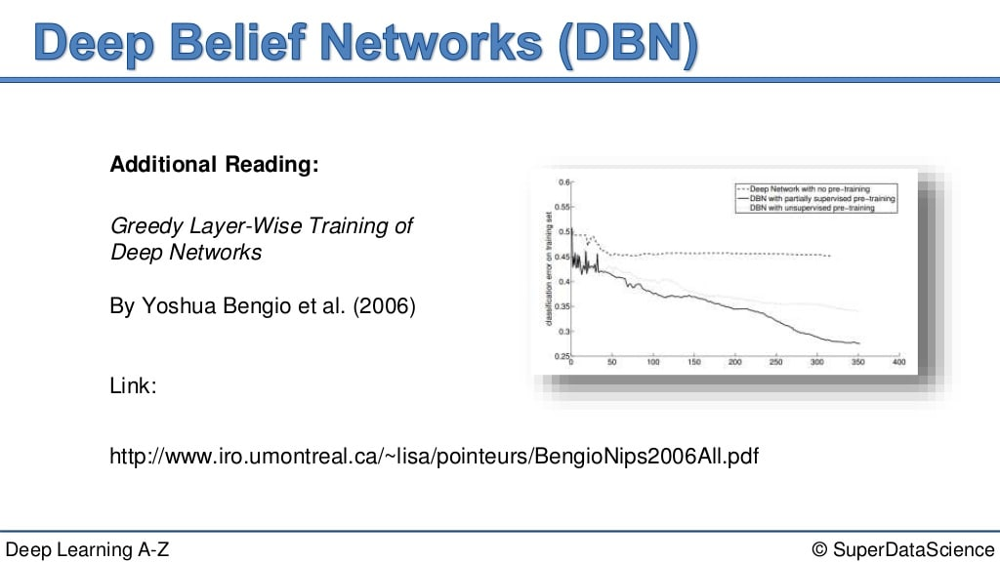 Deep Belief Networks (DBN)
Additional Reading:
Greedy Layer-Wise Training of
Deep Networks
By Yoshua Bengio et al. (2006)
Link:
http://www.iro.umontreal.ca/~lisa/pointeurs/BengioNips2006All.pdf
Deep Network with no pre-training
DBN with partially supervised pre-training
DBN with unsupervised pre-training
classification error on training set
0.6
0.55
0.5
0.45
0.4
0.35
0.3
0.25
0 50 100 150 200 250 300 350 400
Deep Learning A-Z
© SuperDataScience